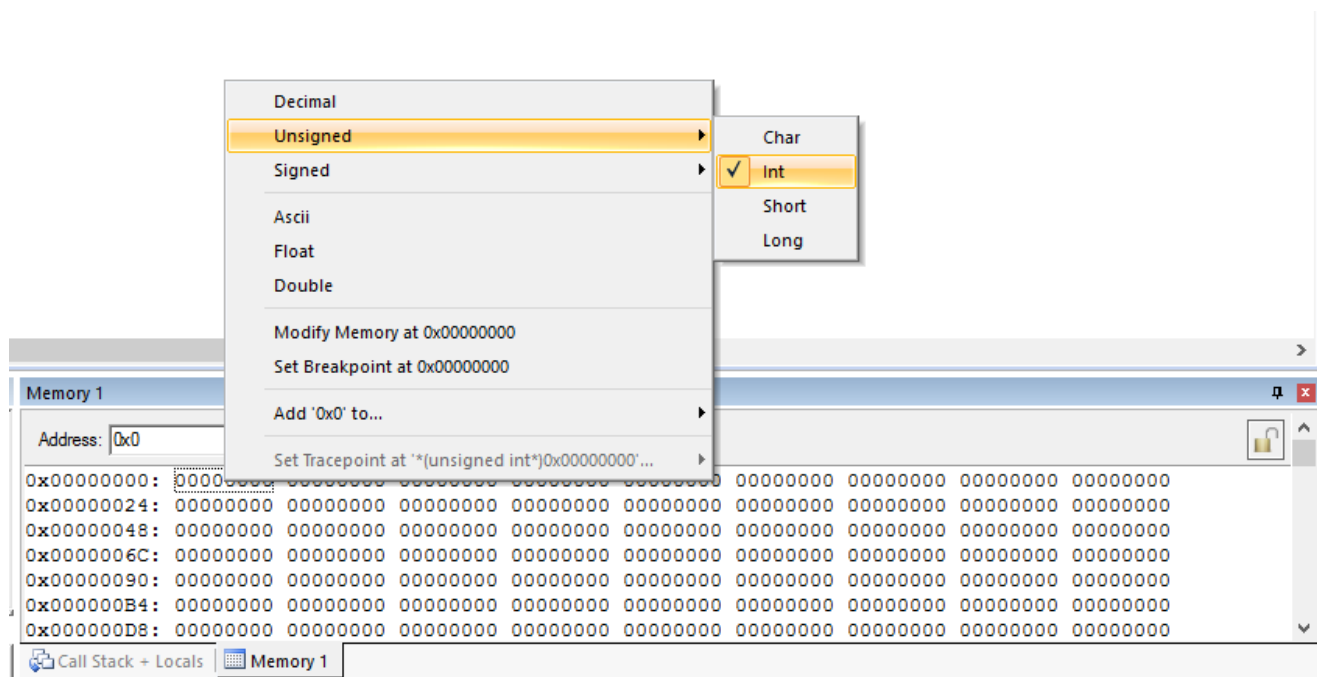 Decimal
Unsigned
Signed
Ascii
Float
Double
Modify Memory at 0x00000000
Set Breakpoint at 0x00000000
Add '0x0' to...
Set Tracepoint at '*(unsigned int*)0x00000000'...
Char
Int
Short
Long
Memory 1
Address: 0x0
0x00000000: 00000000 00000000 00000000 00000000 00000000 00000000 00000000 00000000 00000000
0x00000024: 00000000 00000000 00000000 00000000 00000000 00000000 00000000 00000000 00000000
0x00000048: 00000000 00000000 00000000 00000000 00000000 00000000 00000000 00000000 00000000
0x0000006C: 00000000 00000000 00000000 00000000 00000000 00000000 00000000 00000000 00000000
0x00000090: 00000000 00000000 00000000 00000000 00000000 00000000 00000000 00000000 00000000
0x000000B4: 00000000 00000000 00000000 00000000 00000000 00000000 00000000 00000000 00000000
0x000000D8: 00000000 00000000 00000000 00000000 00000000 00000000 00000000 00000000 00000000
Call Stack + Locals
Memory 1